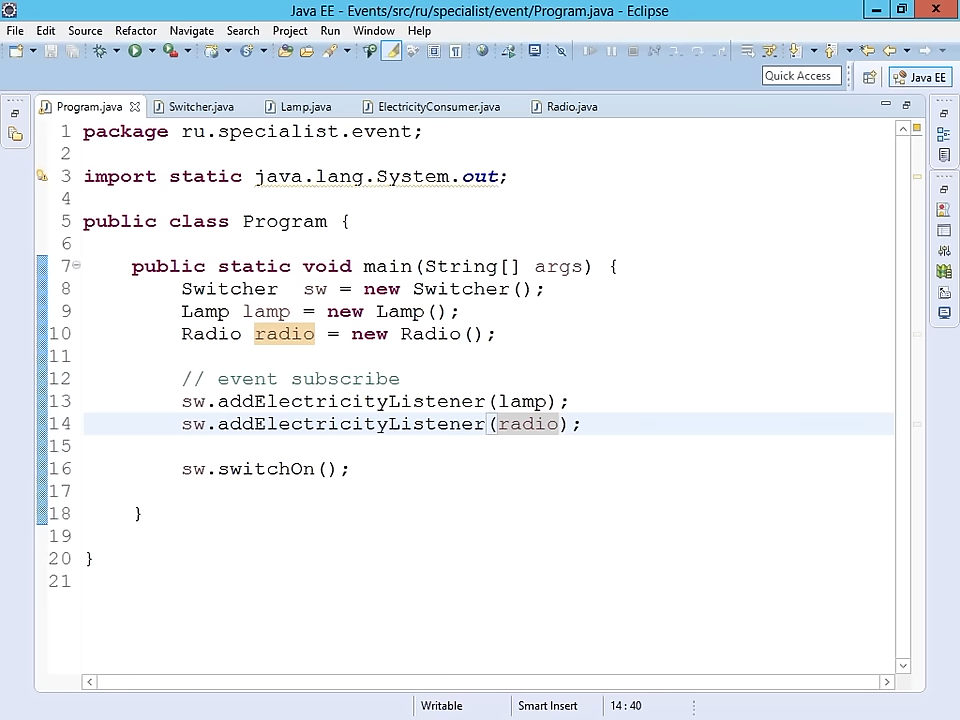 Java EE - Events/src/ru/specialist/event/Program.java - Eclipse
File Edit Source Refactor Navigate Search Project Run Window Help
Quick Access
Java EE
Program.java Switcher.java Lamp.java ElectricityConsumer.java Radio.java
1 package ru.specialist.event;
2
3 import static java.lang.System.out;
4
5 public class Program {
6
7 public static void main(String[] args) {
8 Switcher sw = new Switcher();
9 Lamp lamp = new Lamp();
10 Radio radio = new Radio();
11
12 // event subscribe
13 sw.addElectricityListener(lamp);
14 sw.addElectricityListener(radio);
15
16 sw.switchOn();
17
18 }
19
20 }
21
Writable Smart Insert 14 : 40